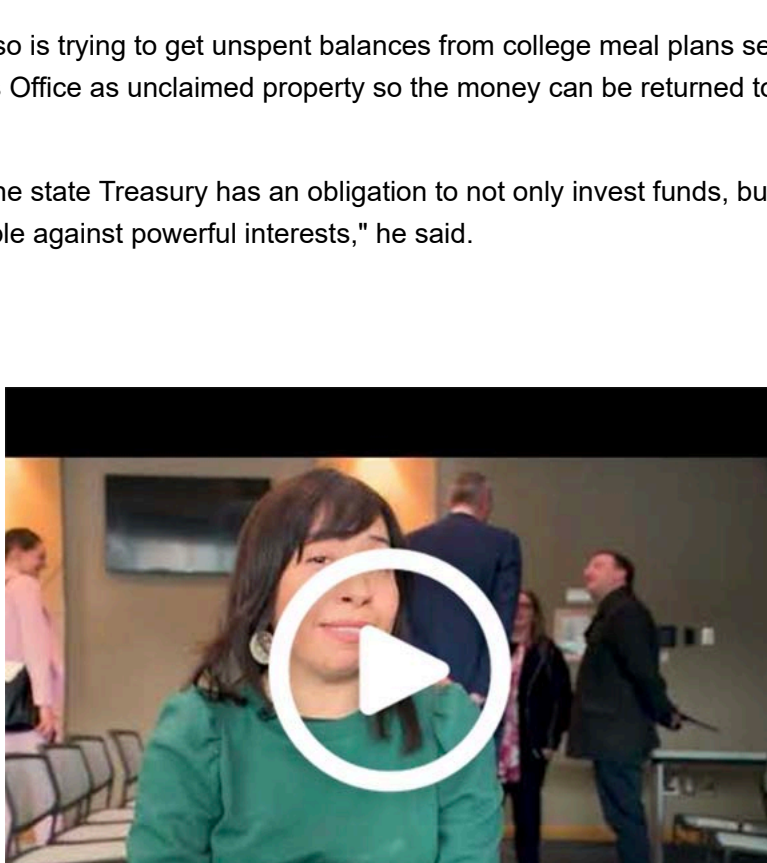 so is trying to get unspent balances from college meal plans se
Office as unclaimed property so the money can be returned to
he state Treasury has an obligation to not only invest funds, bu
ple against powerful interests," he said.